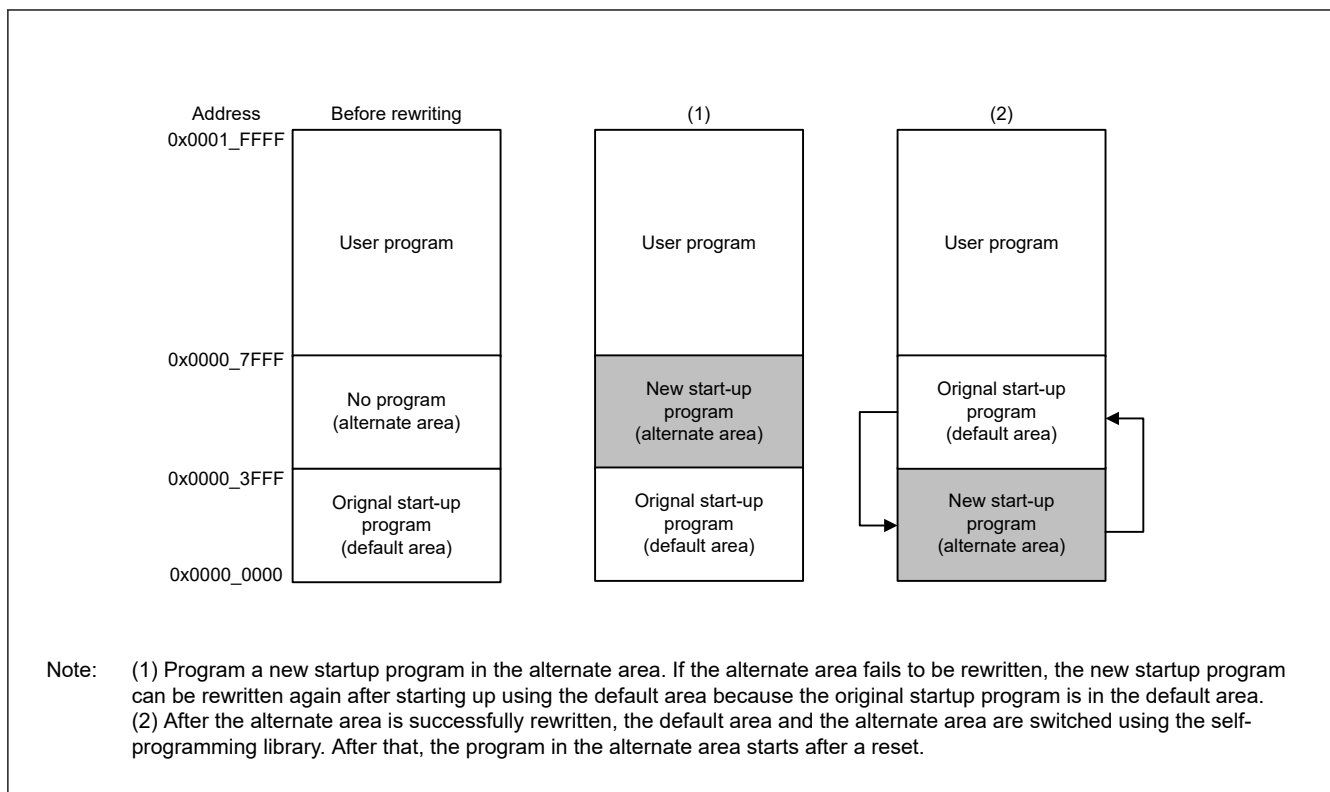 Address Before rewriting (1) (2)
0x0001_FFFF
User program User program User program
0x0000_7FFF
No program
(alternate area)
New start-up
program
(alternate area)
Orignal start-up
program
(default area)
0x0000_3FFF
Orignal start-up
program
(default area)
Orignal start-up
program
(default area)
New start-up
program
(alternate area)
0x0000_0000
Note: (1) Program a new startup program in the alternate area. If the alternate area fails to be rewritten, the new startup program
can be rewritten again after starting up using the default area because the original startup program is in the default area.
(2) After the alternate area is successfully rewritten, the default area and the alternate area are switched using the self-
programming library. After that, the program in the alternate area starts after a reset.